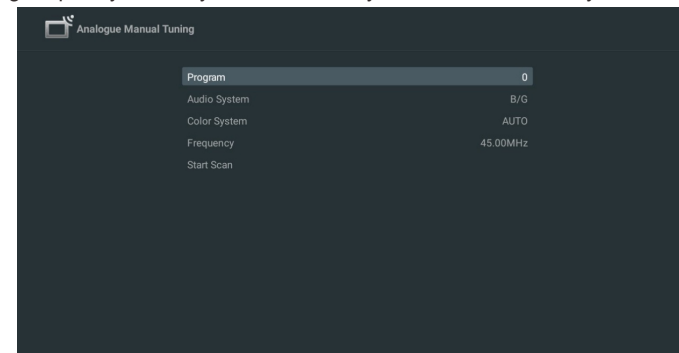 Analogue Manual Tuning
Program 0
Audio System B/G
Color System AUTO
Frequency 45.00MHz
Start Scan